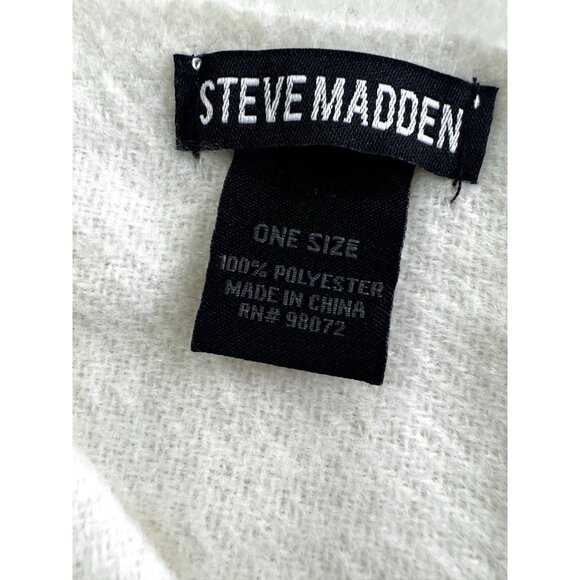 STEVE MADDEN
ONE SIZE
100% POLYESTER
MADE IN CHINA
RN# 98072